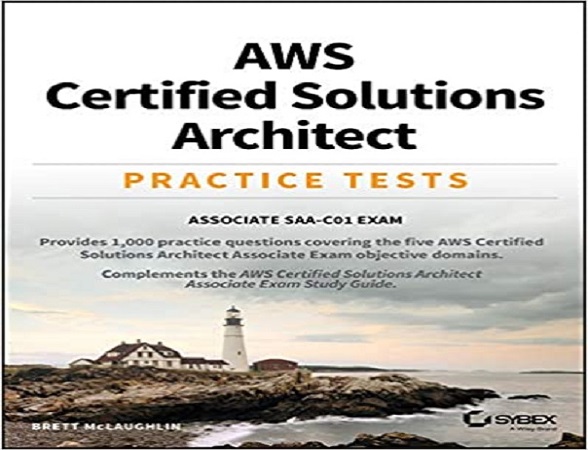 AWS
Certified Solutions
Architect
PRACTICE TESTS
ASSOCIATE SAA-C01 EXAM
Provides 1,000 practice questions covering the five AWS Certified
Solutions Architect Associate Exam objective domains.
Complements the AWS Certified Solutions Architect
Associate Exam Study Guide.
BRETT McLAUGHLIN
SYBEX
A Wiley Brand